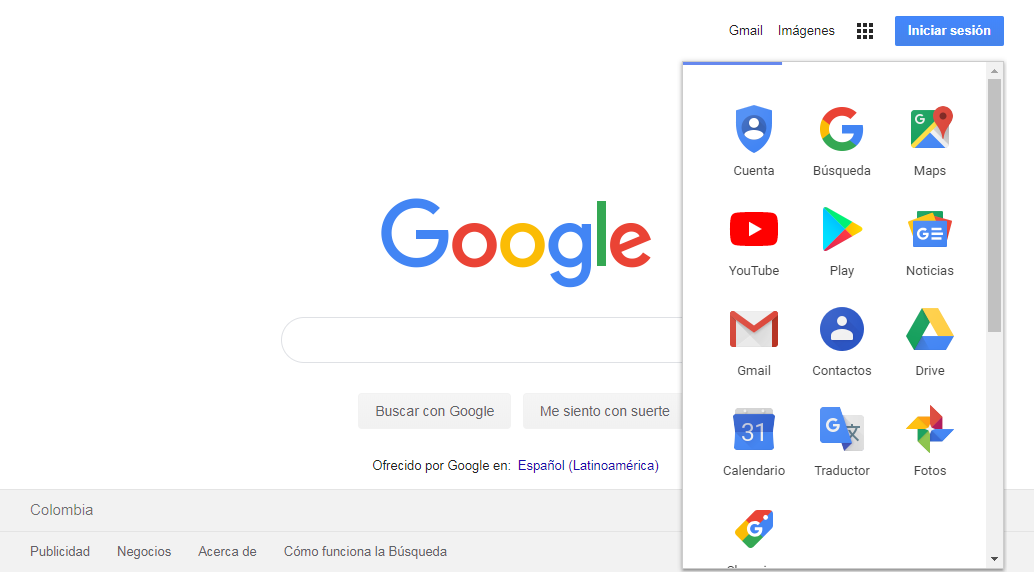 Gmail Imágenes Iniciar sesión
Cuenta Búsqueda Maps
Google
YouTube Play Noticias
Gmail Contactos Drive
Buscar con Google Me siento con suerte
31
Calendario Traductor Fotos
Ofrecido por Google en: Español (Latinoamérica)
Colombia
Publicidad Negocios Acerca de Cómo funciona la Búsqueda